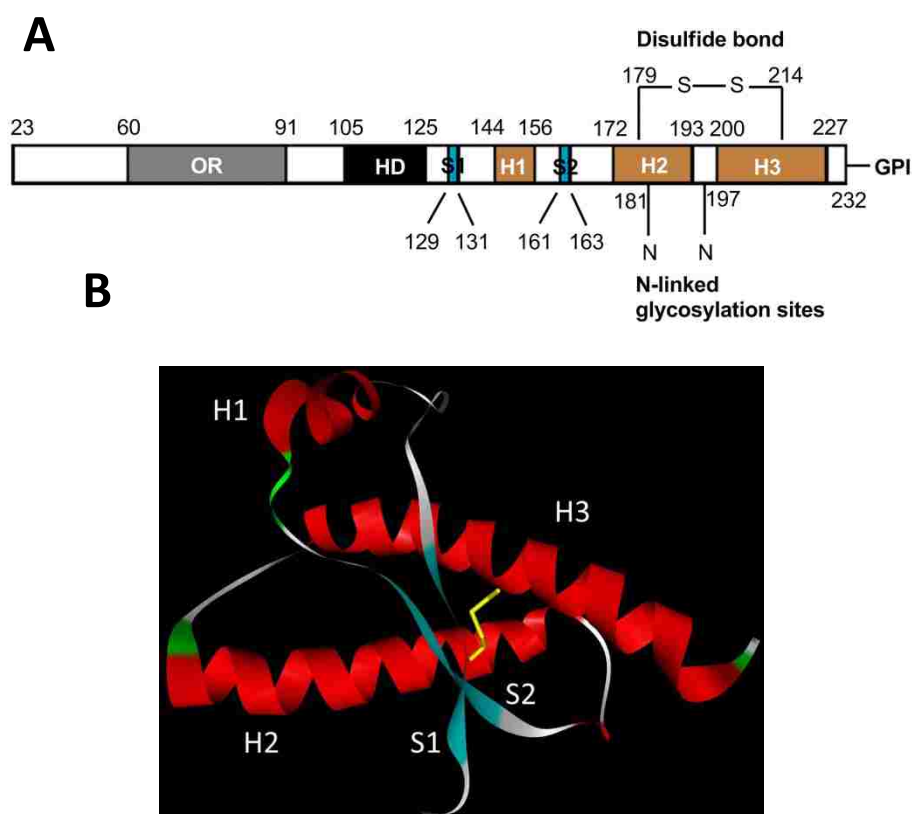 A
Disulfide bond
179 S S 214
23 60 91 105 125 144 156 172 193 200 227
OR HD S1 H1 S2 H2 H3 GPI
181 197 232
129 131 161 163 N N
N-linked
glycosylation sites
B
H1
H3
S2
H2 S1